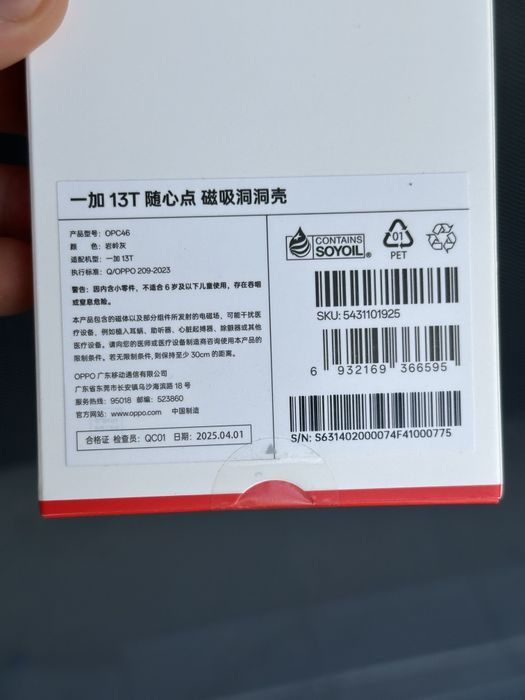 一加 13T 随心点 磁吸洞洞壳
产品型号：OPC46
颜 色：岩岭灰
适配机型：一加 13T
执行标准：Q/OPPO 209-2023
警告：因内含小零件，不适合 6 岁及以下儿童使用，存在吞咽
或窒息危险。
本产品包含的磁体以及部分组件所发射的电磁场，可能干扰医
疗设备，例如植入耳蜗、助听器、心脏起搏器、除颤器或其他
医疗设备。请向您的医师或医疗设备制造商咨询使用本产品的
限制条件。若无限制条件，则保持至少 30cm 的距离。
OPPO 广东移动通信有限公司
广东省东莞市长安镇乌沙海滨路 18 号
服务热线：95018 邮编：523860
官方网站：www.oppo.com 中国制造
合格证 检查员：QC01 日期：2025.04.01
CONTAINS
SOYOIL
01
PET
SKU: 5431101925
6 932169 366595
S/N: S631402000074F41000775